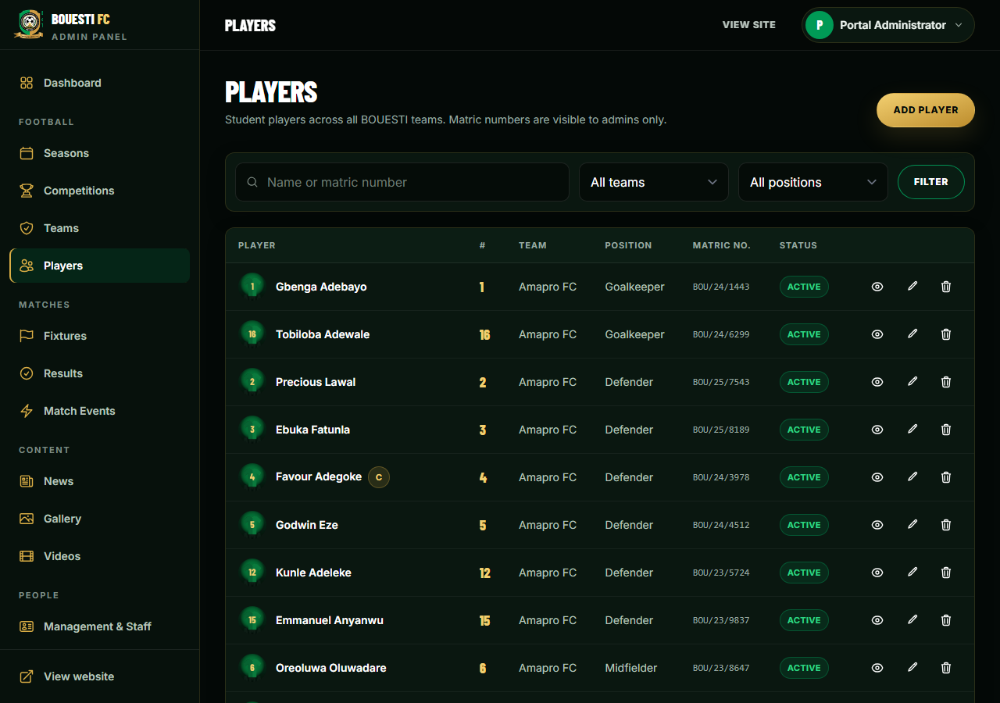 BOUESTI FC
ADMIN PANEL
Dashboard
FOOTBALL
Seasons
Competitions
Teams
Players
MATCHES
Fixtures
Results
Match Events
CONTENT
News
Gallery
Videos
PEOPLE
Management & Staff
View website
PLAYERS
VIEW SITE
P Portal Administrator
PLAYERS
Student players across all BOUESTI teams. Matric numbers are visible to admins only.
ADD PLAYER
Name or matric number All teams All positions FILTER
PLAYER # TEAM POSITION MATRIC NO. STATUS
1 Gbenga Adebayo 1 Amapro FC Goalkeeper BOU/24/1443 ACTIVE
16 Tobiloba Adewale 16 Amapro FC Goalkeeper BOU/24/6299 ACTIVE
2 Precious Lawal 2 Amapro FC Defender BOU/25/7543 ACTIVE
3 Ebuka Fatunla 3 Amapro FC Defender BOU/25/8189 ACTIVE
4 Favour Adegoke C 4 Amapro FC Defender BOU/24/3978 ACTIVE
5 Godwin Eze 5 Amapro FC Defender BOU/24/4512 ACTIVE
12 Kunle Adeleke 12 Amapro FC Defender BOU/23/5724 ACTIVE
15 Emmanuel Anyanwu 15 Amapro FC Defender BOU/23/9837 ACTIVE
6 Oreoluwa Oluwadare 6 Amapro FC Midfielder BOU/23/8647 ACTIVE